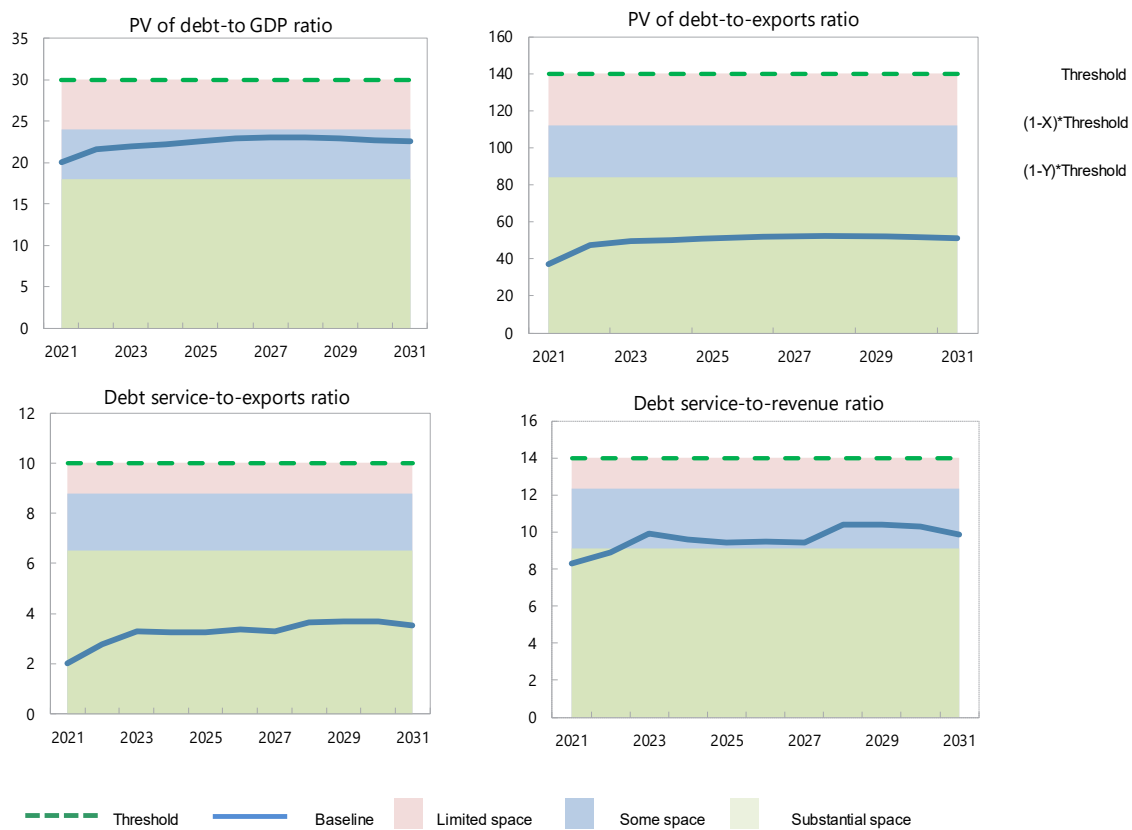 PV of debt-to GDP ratio
35
30
25
20
15
10
5
0
2021 2023 2025 2027 2029 2031
PV of debt-to-exports ratio
160
140
120
100
80
60
40
20
0
2021 2023 2025 2027 2029 2031
Threshold
(1-X)*Threshold
(1-Y)*Threshold
Debt service-to-exports ratio
12
10
8
6
4
2
0
2021 2023 2025 2027 2029 2031
Debt service-to-revenue ratio
16
14
12
10
8
6
4
2
0
2021 2023 2025 2027 2029 2031
Threshold Baseline Limited space Some space Substantial space